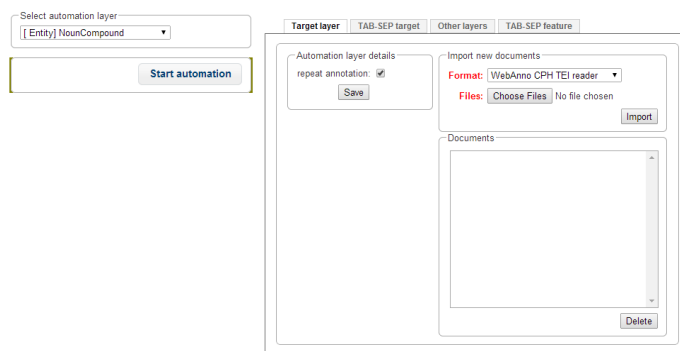 Select automation layer
[ Entity] NounCompound
Start automation
Target layer TAB-SEP target Other layers TAB-SEP feature
Automation layer details
repeat annotation:
Save
Import new documents
Format: WebAnno CPH TEI reader
Files: Choose Files No file chosen
Import
Documents
Delete